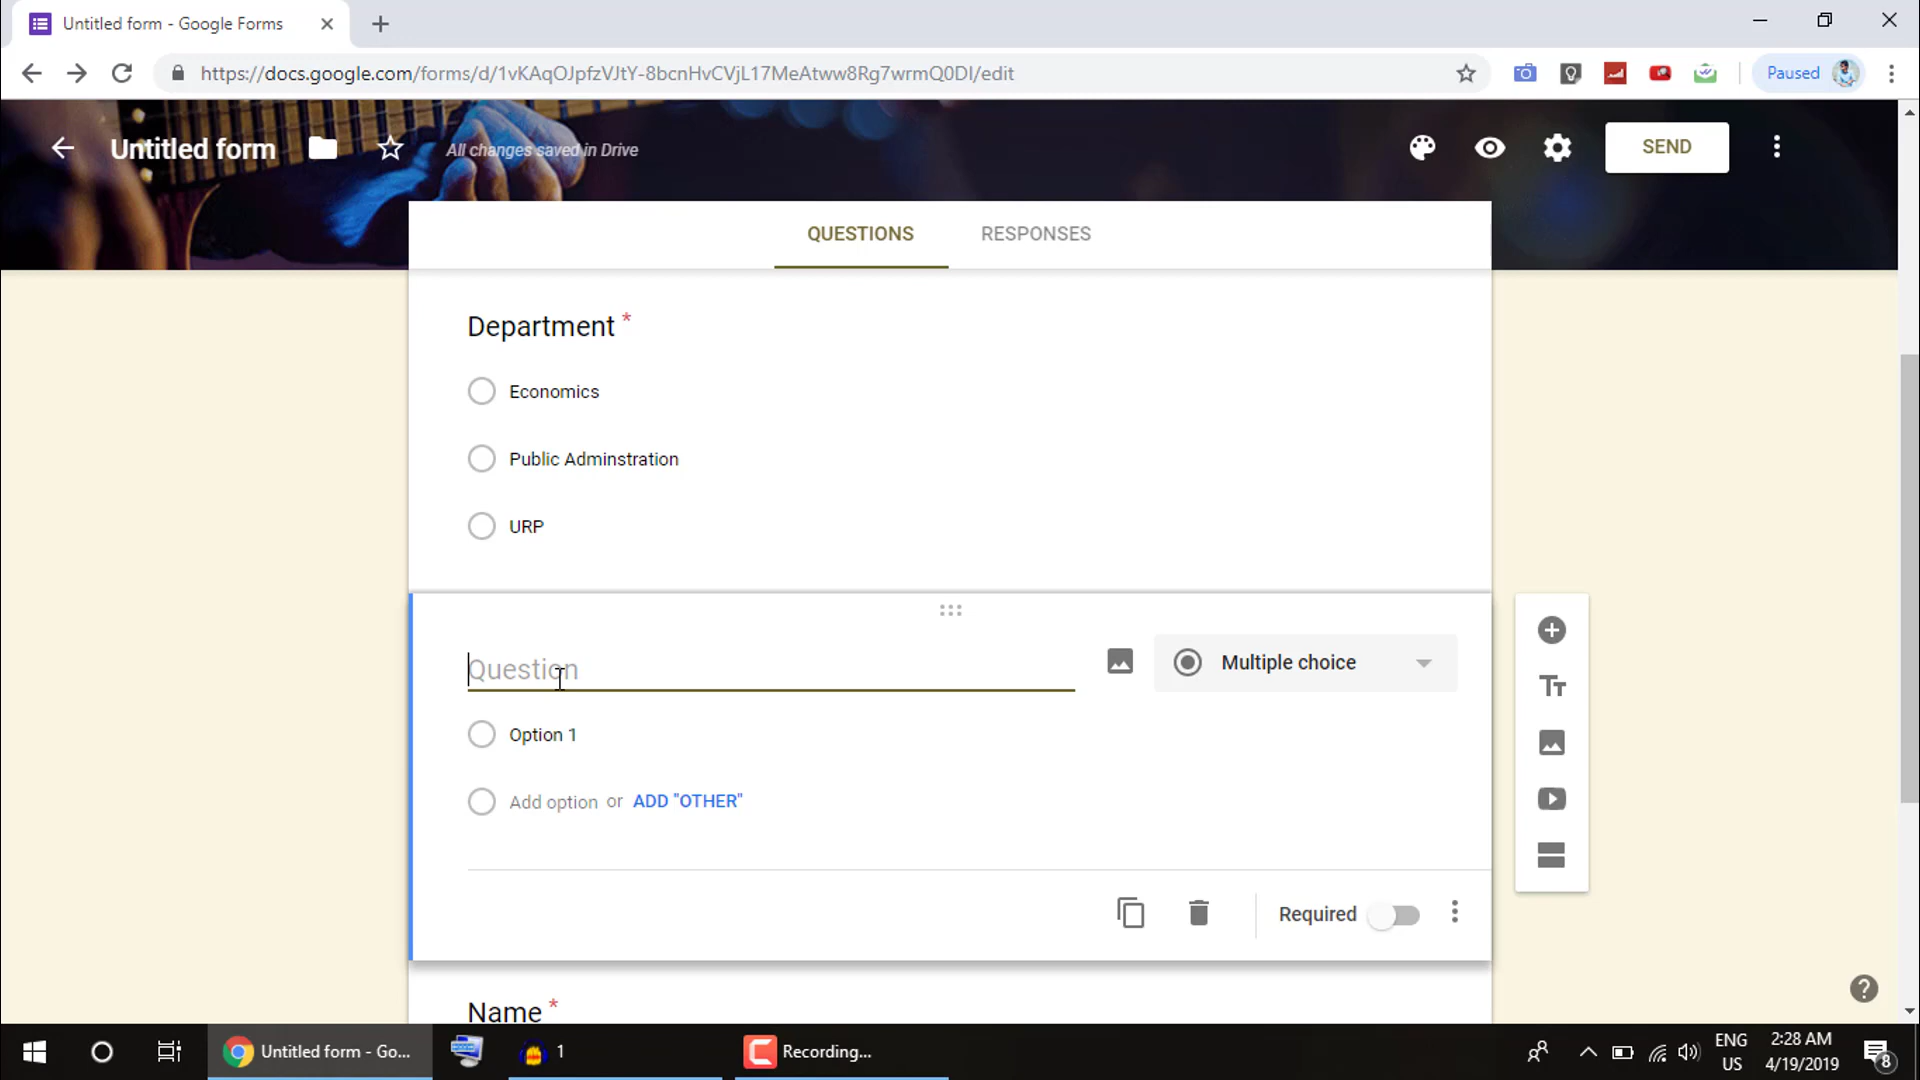 Untitled form - Google Forms
https://docs.google.com/forms/d/1vKAqOJpfzVJtY-8bcnHvCVjL17MeAtww8Rg7wrmQ0DI/edit
Paused
Untitled form
All changes saved in Drive
SEND
QUESTIONS
RESPONSES
Department *
Economics
Public Adminstration
URP
Question
Multiple choice
Option 1
Add option or ADD "OTHER"
Required
Name *
Untitled form - Go...
1
Recording...
ENG
US
2:28 AM
4/19/2019
8